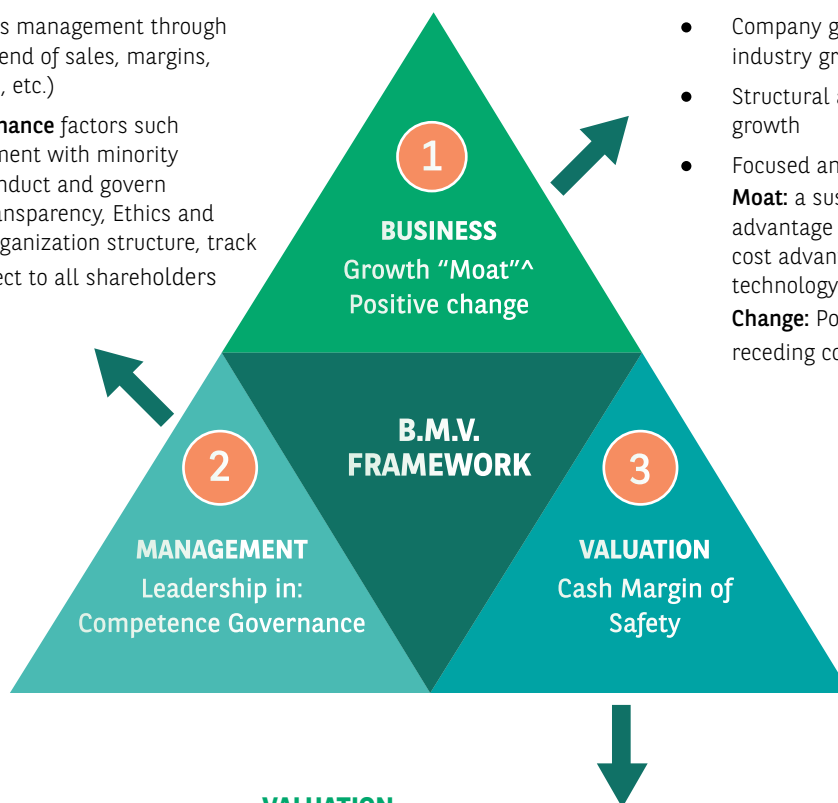 s management through
end of sales, margins,
, etc.)
nance factors such
ment with minority
nduct and govern
ansparency, Ethics and
rganization structure, track
ect to all shareholders
● Company g
industry gr
● Structural a
growth
● Focused an
Moat: a sus
advantage
cost advan
technology
Change: Po
receding co
1
BUSINESS
Growth “Moat”^
Positive change
B.M.V.
FRAMEWORK
2
MANAGEMENT
Leadership in:
Competence Governance
3
VALUATION
Cash Margin of
Safety
VALUATION